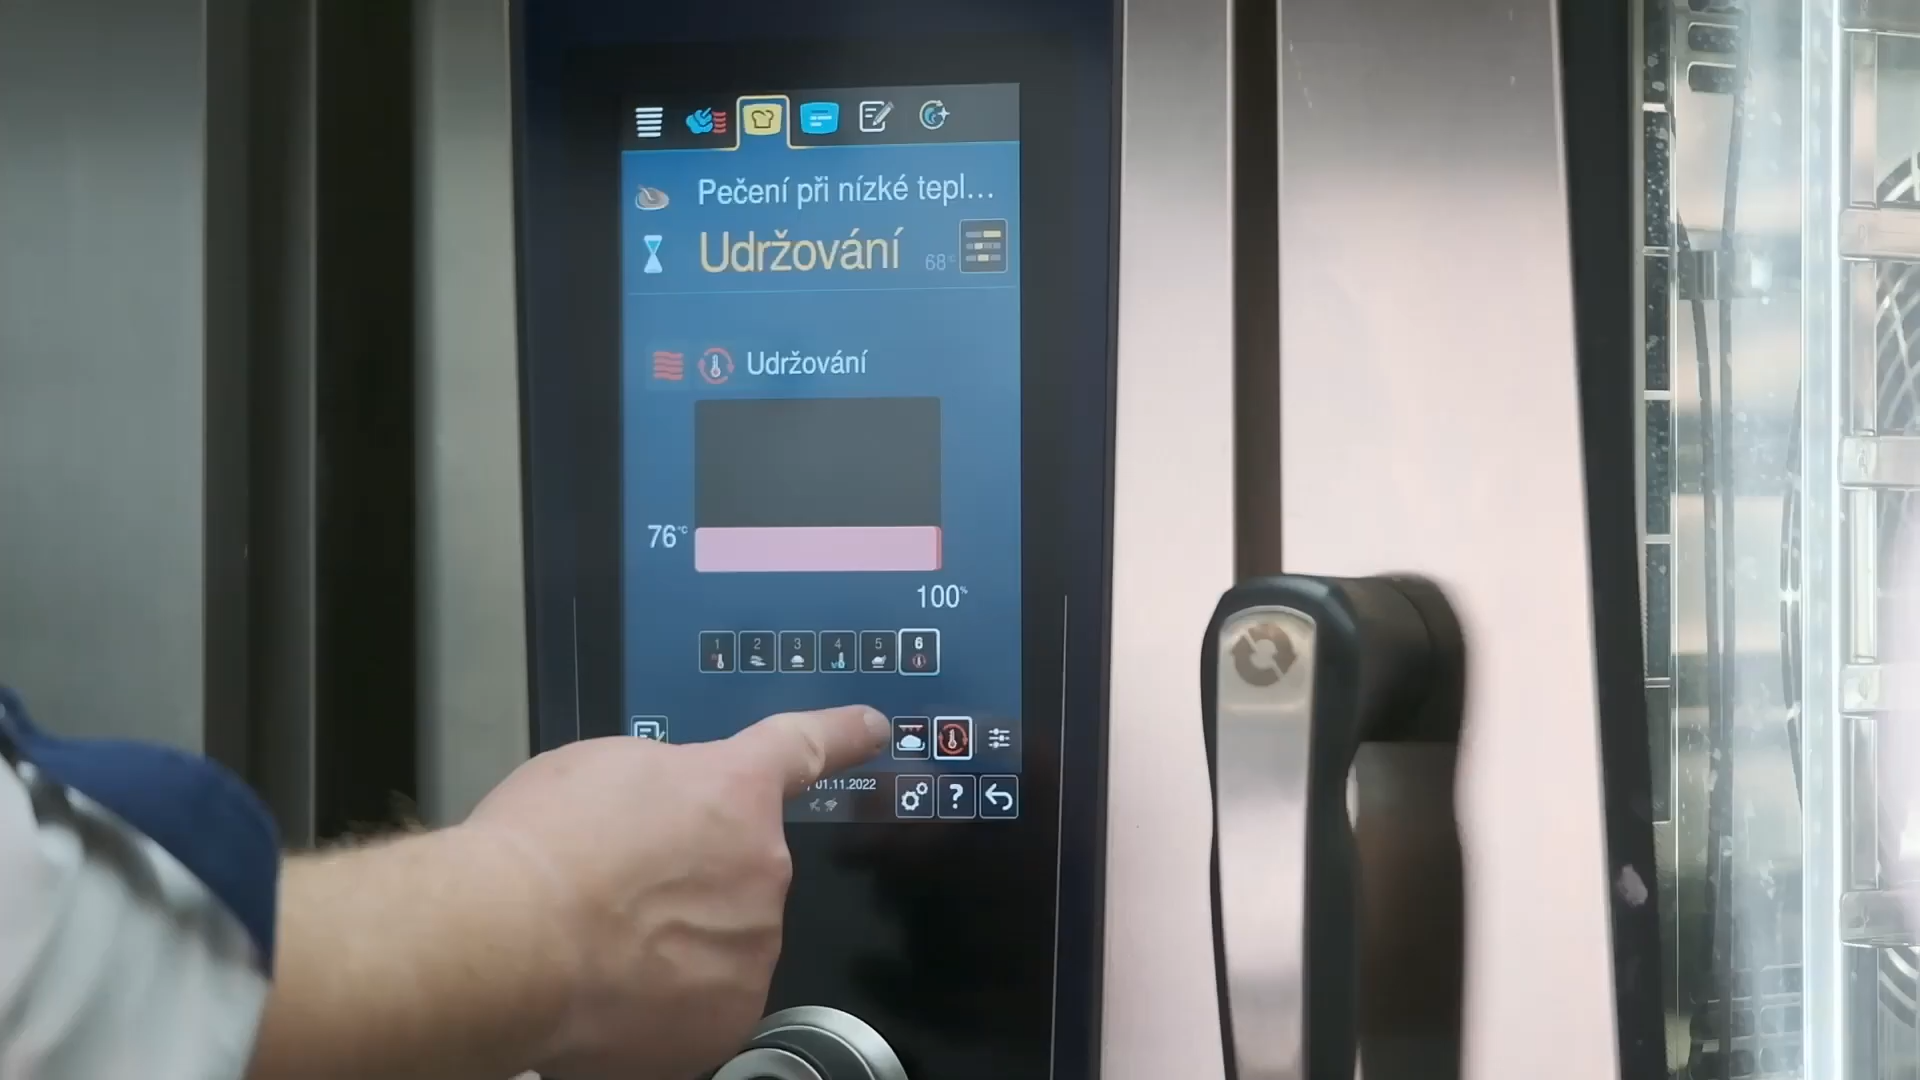 Pečení při nízké tepl...
Udržování
68°
Udržování
76°C
100%
1 2 3 4 5 6
01.11.2022
?